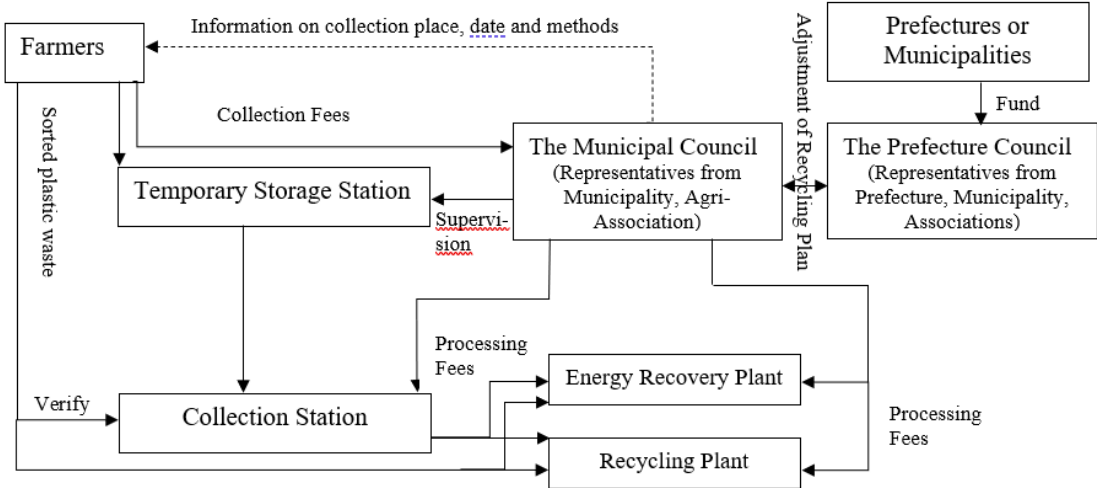 Farmers
Information on collection place, date and methods
Adjustment of Recycling Plan
Prefectures or
Municipalities
Fund
Sorted plastic waste
Collection Fees
The Municipal Council
(Representatives from
Municipality, Agri-
Association)
The Prefecture Council
(Representatives from
Prefecture, Municipality,
Associations)
Temporary Storage Station
Supervi-
sion
Processing
Fees
Energy Recovery Plant
Verify
Collection Station
Processing
Fees
Recycling Plant